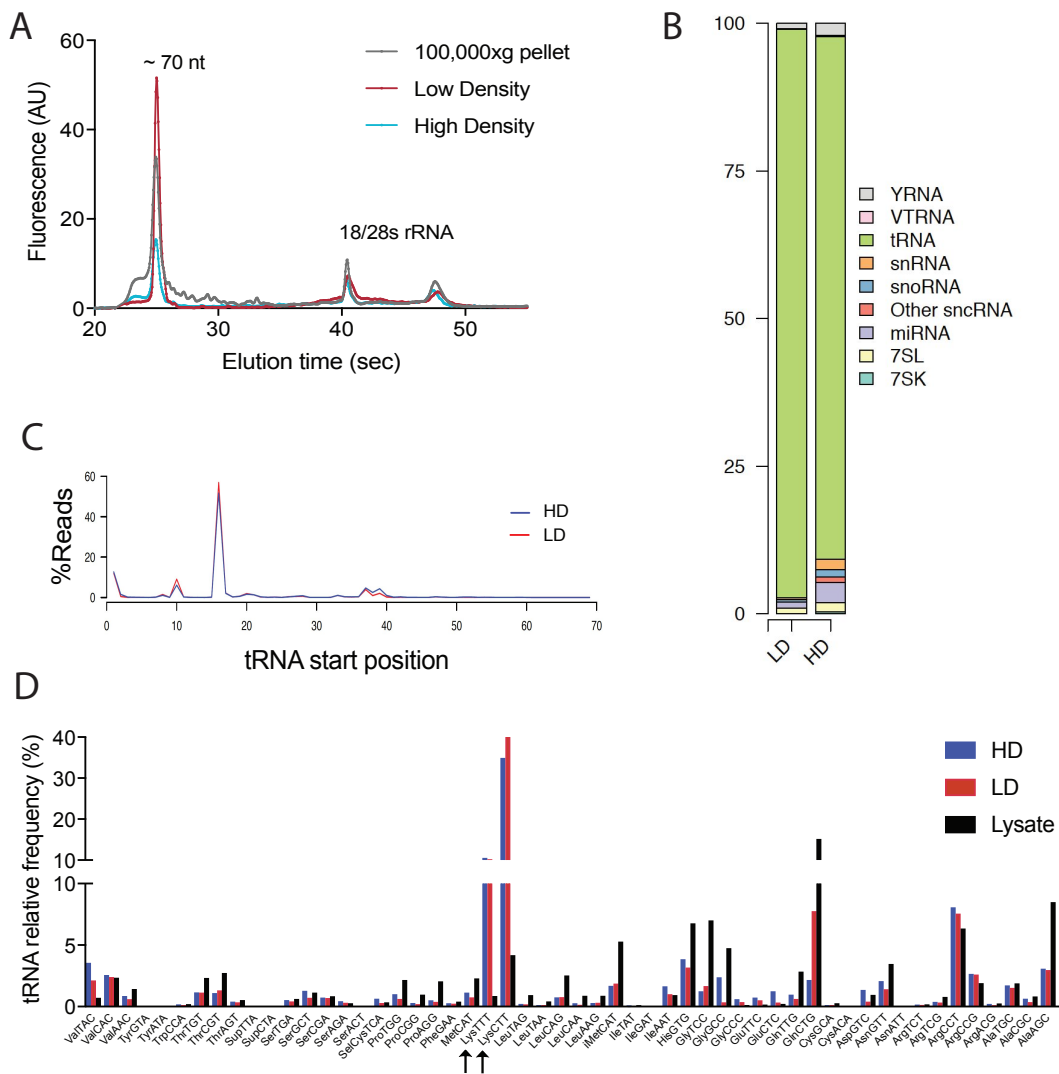 A
60
40
20
0
Fluorescence (AU)
~ 70 nt
100,000xg pellet
Low Density
High Density
18/28s rRNA
20
30
40
50
Elution time (sec)
B
100
75
50
25
0
LD
HD
YRNA
VTRNA
tRNA
snRNA
snoRNA
Other sncRNA
miRNA
7SL
7SK
C
%Reads
60
40
20
0
HD
LD
0
10
20
30
40
50
60
70
tRNA start position
D
tRNA relative frequency (%)
40
30
20
10
10
5
0
HD
LD
Lysate
ValTAC
ValCAC
ValAAC
TyrGTA
TyrATA
TrpCCA
ThrTGT
ThrCGT
ThrAGT
SupTTA
SupCTA
SerTGA
SerGCT
SerCGA
SerAGA
SerACT
SelCysTCA
ProTGG
ProCGG
ProAGG
PheGAA
MetCAT
LysTTT
LysCTT
LeuTAG
LeuTAA
LeuCAG
LeuCAA
LeuAAG
iMetCAT
IleTAT
IleGAT
IleAAT
HisGTG
GlyTCC
GlyGCC
GlyCCC
GluTTC
GluCTC
GlnTTG
GlnCTG
CysGCA
CysACA
AspGTC
AsnGTT
AsnATT
ArgTCT
ArgTCG
ArgCCT
ArgCCG
ArgACG
AlaTGC
AlaCGC
AlaAGC